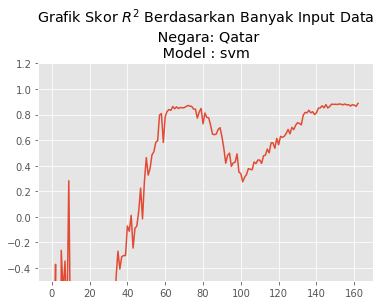 Grafik Skor R² Berdasarkan Banyak Input Data
Negara: Qatar
Model : svm
1.2
1.0
0.8
0.6
0.4
0.2
0.0
−0.2
−0.4
0 20 40 60 80 100 120 140 160